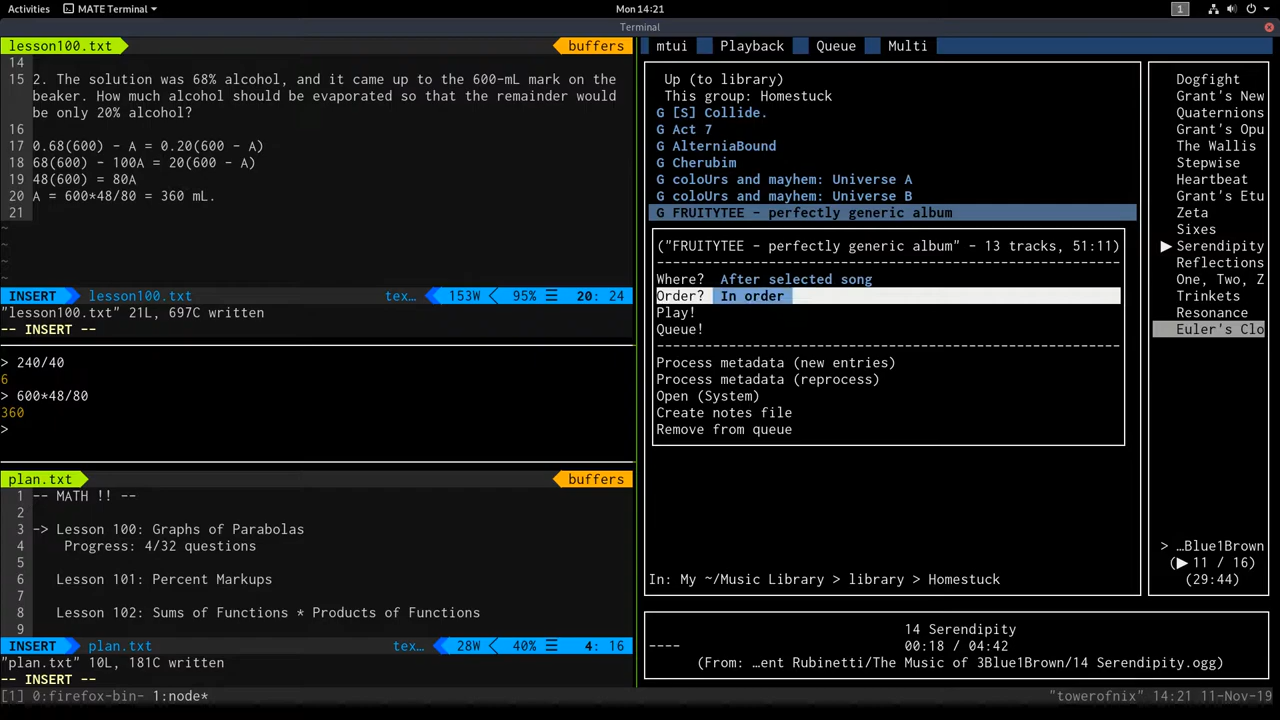 Activities
MATE Terminal
Mon 14:21
1
Terminal
lesson100.txt
buffers
14
15 2. The solution was 68% alcohol, and it came up to the 600-mL mark on the
beaker. How much alcohol should be evaporated so that the remainder would
be only 20% alcohol?
16
17 0.68(600) - A = 0.20(600 - A)
18 68(600) - 100A = 20(600 - A)
19 48(600) = 80A
20 A = 600*48/80 = 360 mL.
21
~
~
~
~
INSERT lesson100.txt tex… 153W 95% ☰ 20: 24
"lesson100.txt" 21L, 697C written
-- INSERT --
> 240/40
6
> 600*48/80
360
>
plan.txt
buffers
1 -- MATH !! --
2
3 -> Lesson 100: Graphs of Parabolas
4 Progress: 4/32 questions
5
6 Lesson 101: Percent Markups
7
8 Lesson 102: Sums of Functions * Products of Functions
9
INSERT plan.txt tex… 28W 40% ☰ 4: 16
"plan.txt" 10L, 181C written
-- INSERT --
mtui Playback Queue Multi
Up (to library)
This group: Homestuck
G [S] Collide.
G Act 7
G AlterniaBound
G Cherubim
G coloUrs and mayhem: Universe A
G coloUrs and mayhem: Universe B
G FRUITYTEE - perfectly generic album
("FRUITYTEE - perfectly generic album" - 13 tracks, 51:11)
----------------------------------------------------------
Where? After selected song
Order? In order
Play!
Queue!
----------------------------------------------------------
Process metadata (new entries)
Process metadata (reprocess)
Open (System)
Create notes file
Remove from queue
In: My ~/Music Library > library > Homestuck
Dogfight
Grant's New
Quaternions
Grant's Opu
The Wallis
Stepwise
Heartbeat
Grant's Etu
Zeta
Sixes
▶ Serendipity
Reflections
One, Two, Z
Trinkets
Resonance
Euler's Clo
> …Blue1Brown
(▶ 11 / 16)
(29:44)
14 Serendipity
---- 00:18 / 04:42
(From: …ent Rubinetti/The Music of 3Blue1Brown/14 Serendipity.ogg)
[1] 0:firefox-bin- 1:node*
"towerofnix" 14:21 11-Nov-19